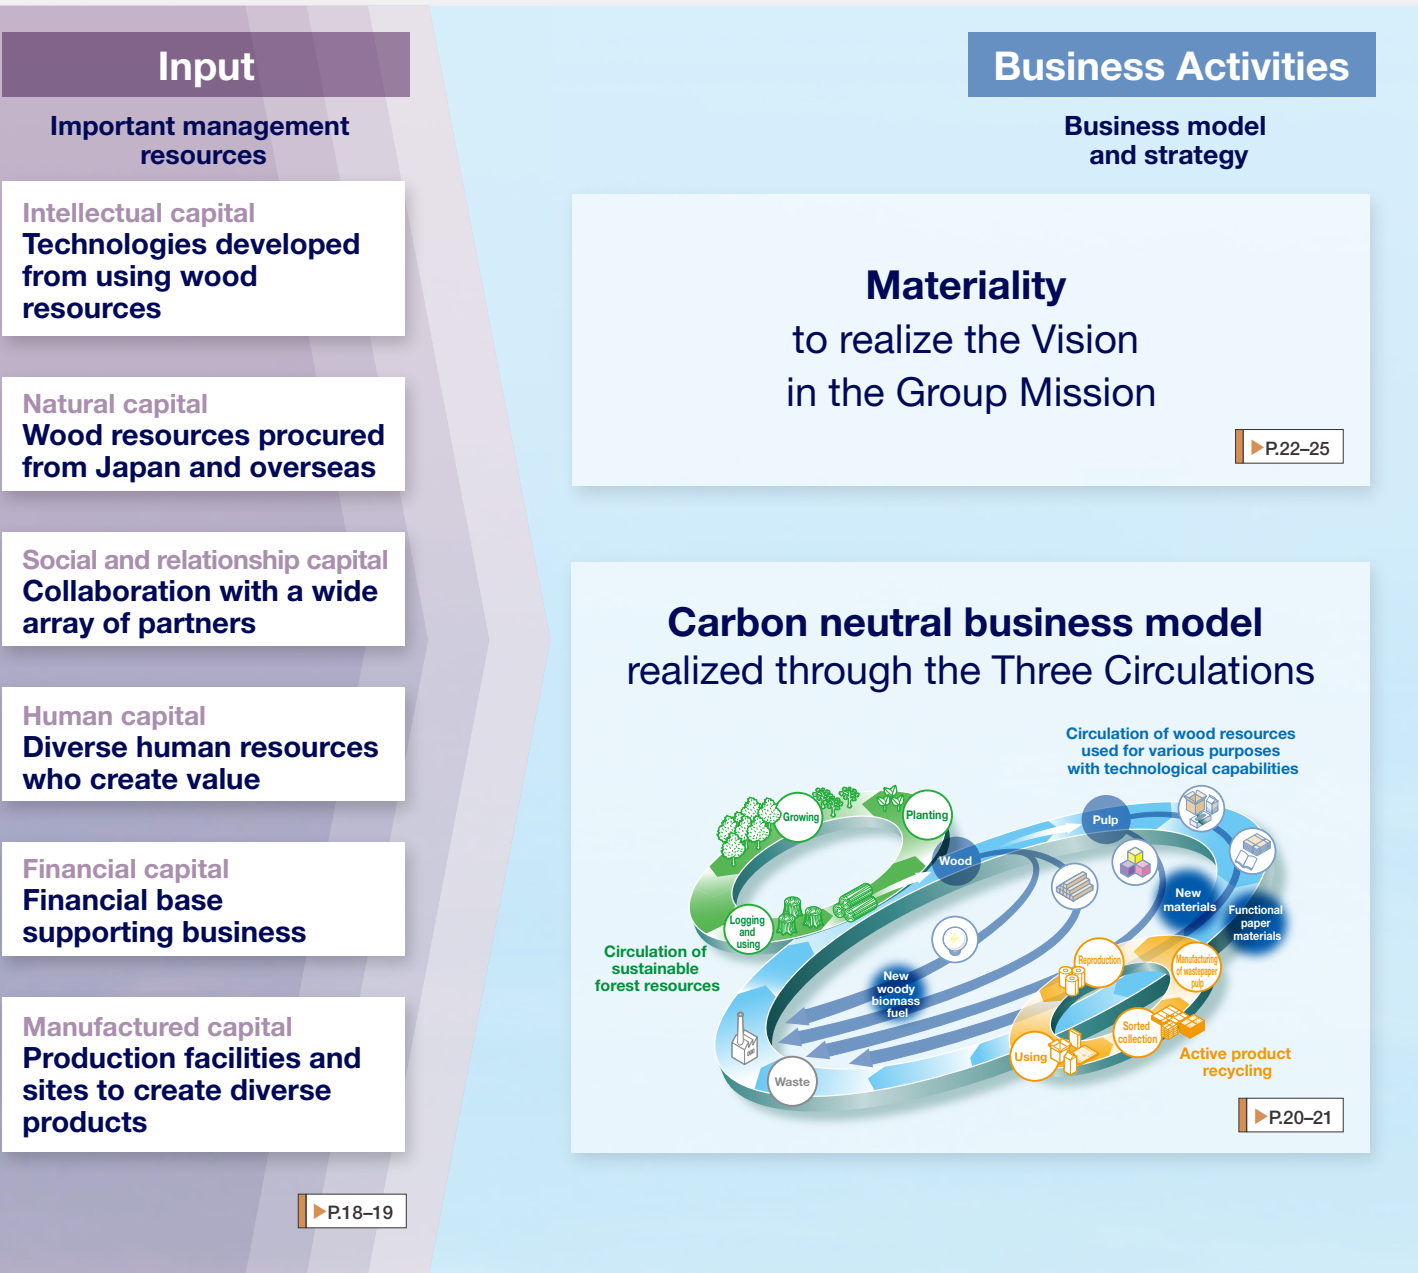 Input
Important management
resources
Intellectual capital
Technologies developed
from using wood
resources
Natural capital
Wood resources procured
from Japan and overseas
Social and relationship capital
Collaboration with a wide
array of partners
Human capital
Diverse human resources
who create value
Financial capital
Financial base
supporting business
Manufactured capital
Production facilities and
sites to create diverse
products
P.18–19
Business Activities
Business model
and strategy
Materiality
to realize the Vision
in the Group Mission
P.22–25
Carbon neutral business model
realized through the Three Circulations
Circulation of wood resources
used for various purposes
with technological capabilities
Growing
Planting
Logging
and
using
Circulation of
sustainable
forest resources
Wood
Pulp
New
materials
Functional
paper
materials
New
woody
biomass
fuel
Reproduction
Manufacturing
of wastepaper
pulp
Sorted
collection
Using
Active product
recycling
Waste
P.20–21